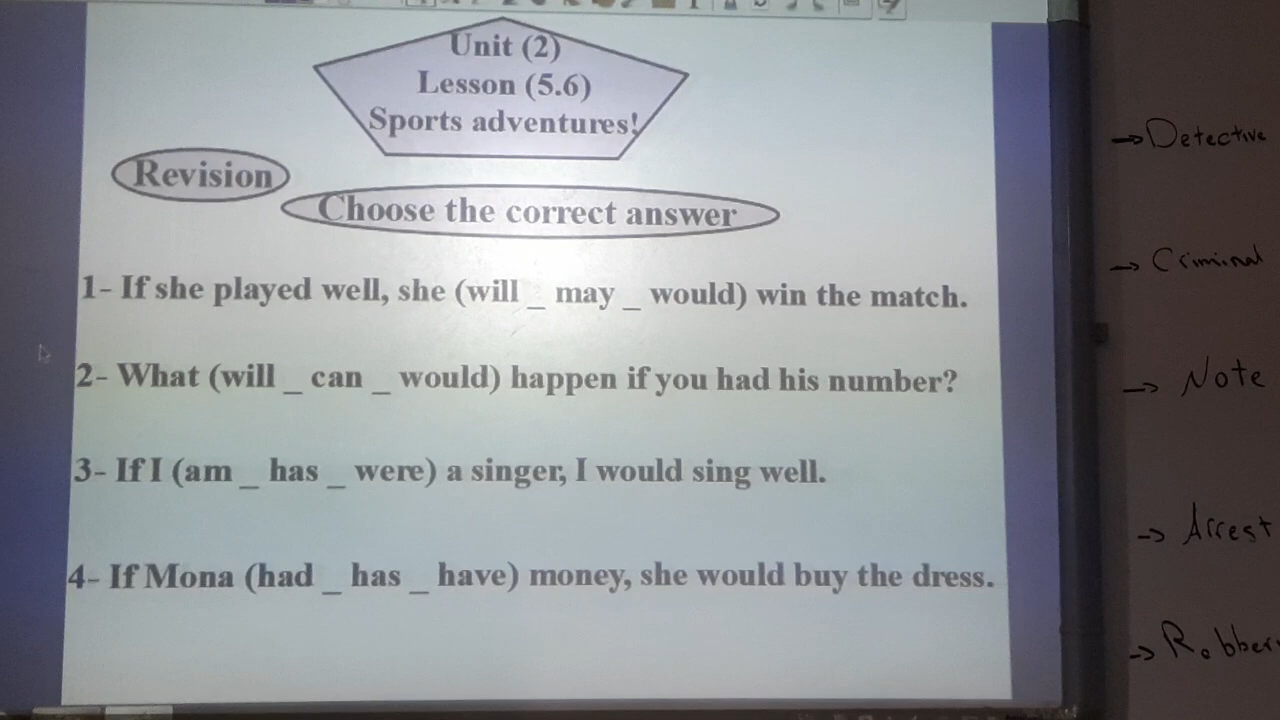 Unit (2)
Lesson (5.6)
Sports adventures!
Revision
Choose the correct answer
1- If she played well, she (will _ may _ would) win the match.
2- What (will _ can _ would) happen if you had his number?
3- If I (am _ has _ were) a singer, I would sing well.
4- If Mona (had _ has _ have) money, she would buy the dress.
→ Detective
→ Criminal
→ Note
→ Arrest